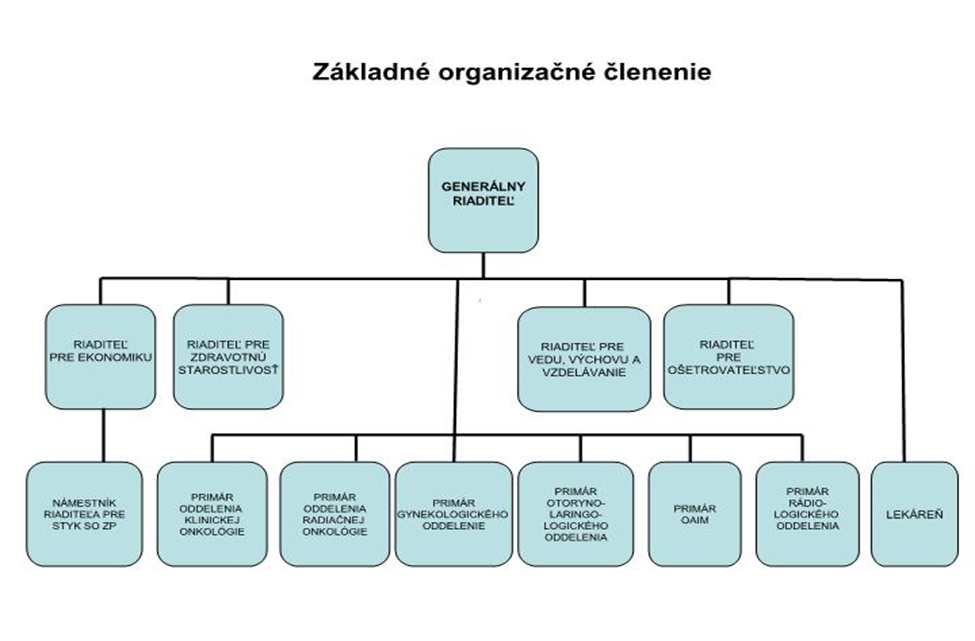 Základné organizačné členenie
GENERÁLNY
RIADITEĽ
RIADITEĽ
PRE EKONOMIKU
RIADITEĽ PRE
ZDRAVOTNÚ
STAROSTLIVOSŤ
RIADITEĽ PRE
VEDU, VÝCHOVU A
VZDELÁVANIE
RIADITEĽ
PRE
OŠETROVATEĽSTVO
NÁMESTNÍK
RIADITEĽA PRE
STYK SO ZP
PRIMÁR
ODDELENIA
KLINICKEJ
ONKOLÓGIE
PRIMÁR
ODDELENIA
RADIAČNEJ
ONKOLÓGIE
PRIMÁR
GYNEKOLOGICKÉHO
ODDELENIE
PRIMÁR
OTORYNO-
LARINGO-
LOGICKÉHO
ODDELENIA
PRIMÁR
OAIM
PRIMÁR
RÁDIO-
LOGICKÉHO
ODDELENIA
LEKÁREŇ